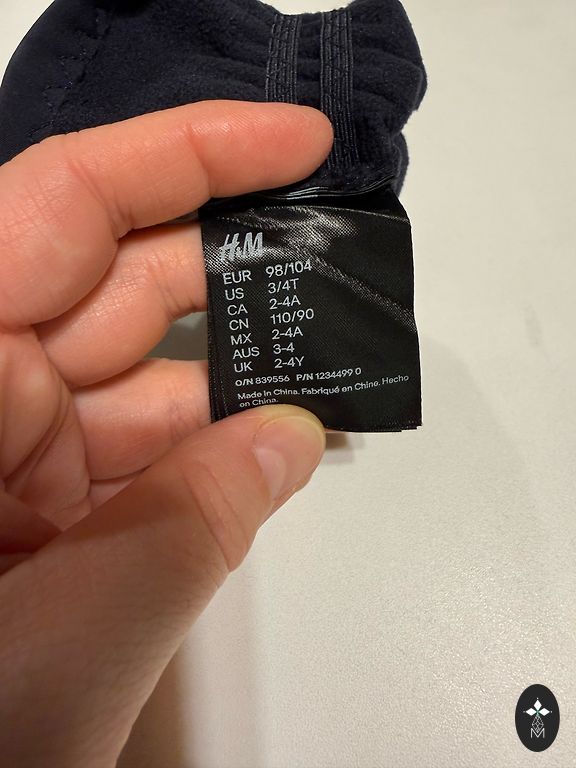 H&M
EUR 98/104
US 3/4T
CA 2-4A
CN 110/90
MX 2-4A
AUS 3-4
UK 2-4Y
O/N 839556 P/N 1234499 0
Made in China. Fabriqué en Chine. Hecho
en China.
M